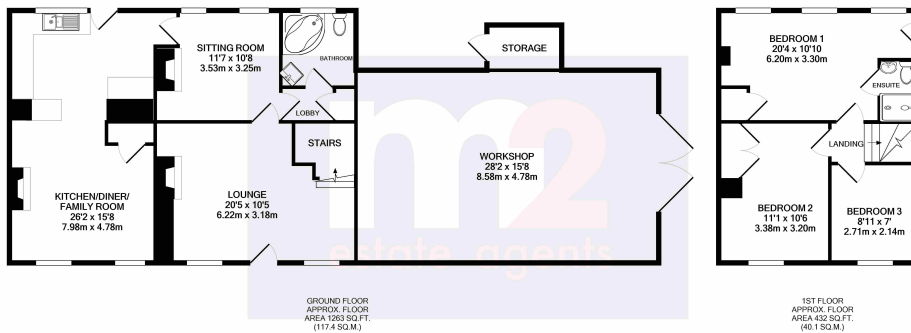 SITTING ROOM
11'7 x 10'8
3.53m x 3.25m
BATHROOM
LOBBY
STORAGE
STAIRS
WORKSHOP
28'2 x 15'8
8.58m x 4.78m
LOUNGE
20'5 x 10'5
6.22m x 3.18m
KITCHEN/DINER/
FAMILY ROOM
26'2 x 15'8
7.98m x 4.78m
m2
estate agents
GROUND FLOOR
APPROX. FLOOR
AREA 1263 SQ.FT.
(117.4 SQ.M.)
BEDROOM 1
20'4 x 10'10
6.20m x 3.30m
ENSUITE
LANDING
BEDROOM 2
11'1 x 10'6
3.38m x 3.20m
BEDROOM 3
8'11 x 7'
2.71m x 2.14m
1ST FLOOR
APPROX. FLOOR
AREA 432 SQ.FT.
(40.1 SQ.M.)